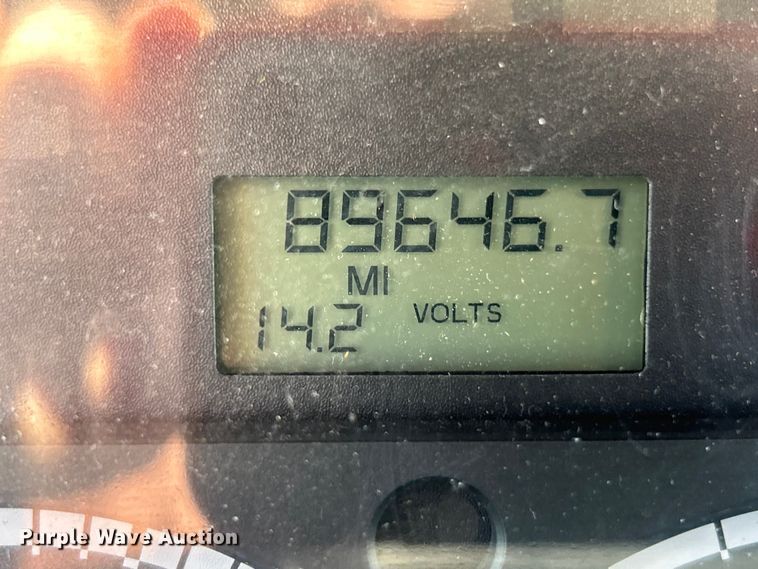 89646.7
MI
14.2 VOLTS
Purple Wave Auction